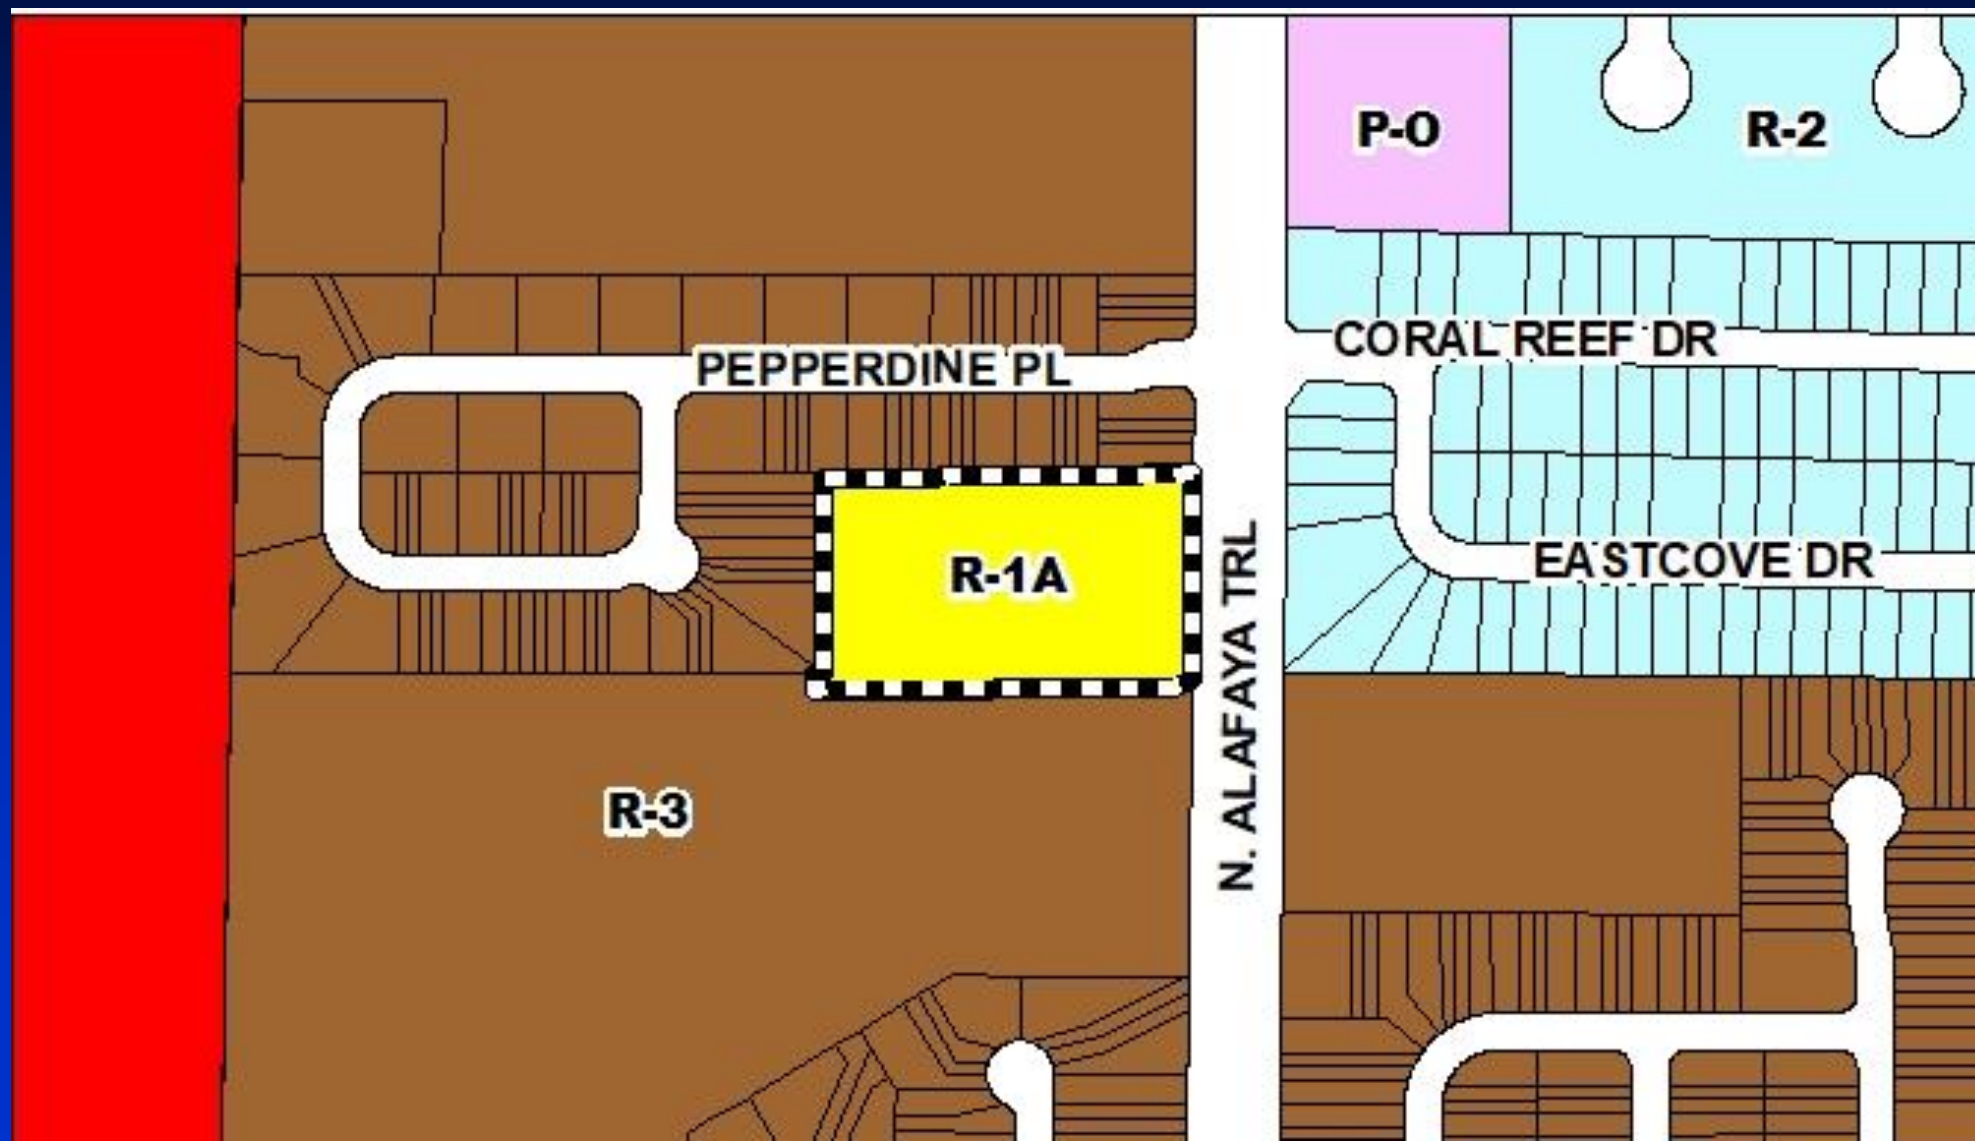 P-O
R-2
CORAL REEF DR
PEPPERDINE PL
EASTCOVE DR
R-1A
N. ALAFAYA TRL
R-3